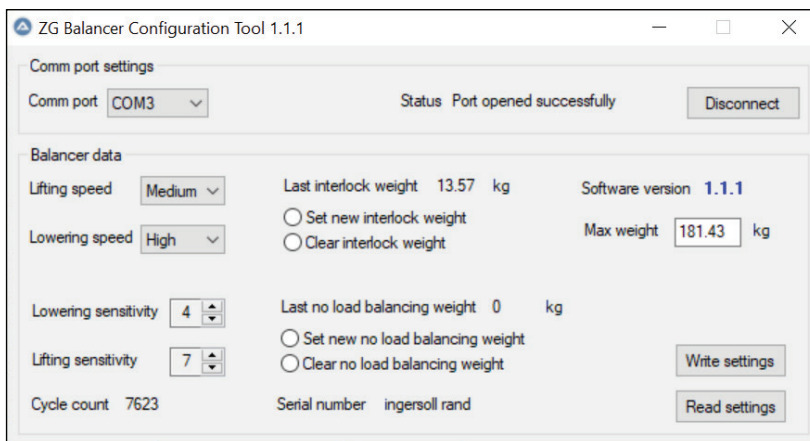 ZG Balancer Configuration Tool 1.1.1
Comm port settings
Comm port COM3 Status Port opened successfully Disconnect
Balancer data
Lifting speed Medium Last interlock weight 13.57 kg Software version 1.1.1
Set new interlock weight
Max weight 181.43 kg
Lowering speed High Clear interlock weight
Lowering sensitivity 4 Last no load balancing weight 0 kg
Set new no load balancing weight
Lifting sensitivity 7 Clear no load balancing weight Write settings
Cycle count 7623 Serial number ingersoll rand Read settings